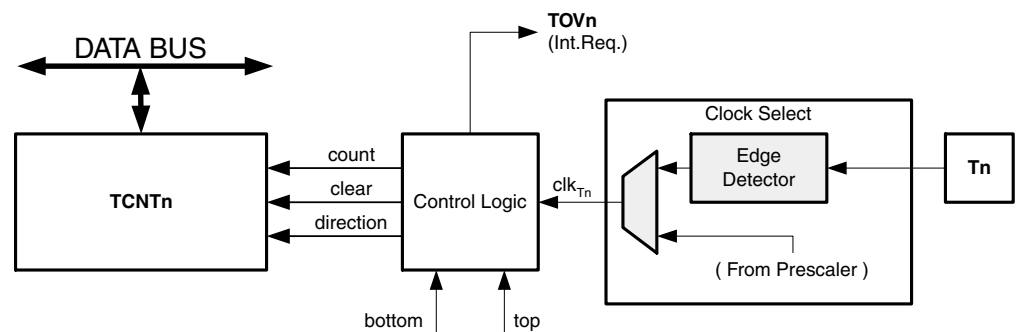 TOVn
(Int.Req.)
DATA BUS
Clock Select
count
Edge
Detector
Tn
TCNTn
clear
Control Logic
clkTn
direction
( From Prescaler )
bottom
top